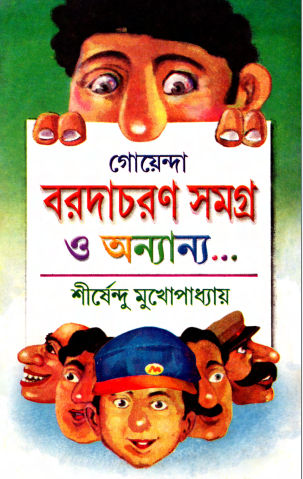 গোয়েন্দা
বরদাচরণ সমগ্র
ও অন্যান্য...
শীর্ষেন্দু মুখোপাধ্যায়